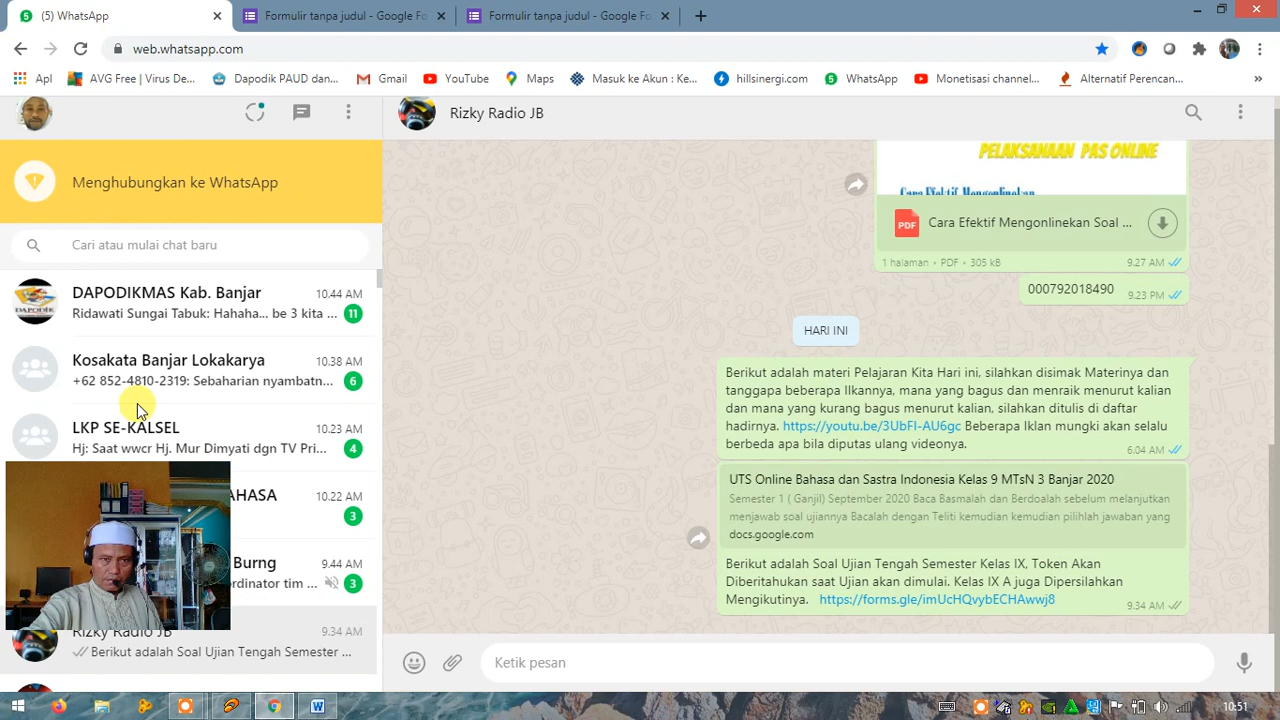 (5) WhatsApp
Formulir tanpa judul - Google Fo
Formulir tanpa judul - Google Fo
web.whatsapp.com
Apl
AVG Free | Virus De...
Dapodik PAUD dan...
Gmail
YouTube
Maps
Masuk ke Akun : Ke...
hillsinergi.com
WhatsApp
Monetisasi channel...
Alternatif Perencan...
»
Menghubungkan ke WhatsApp
Cari atau mulai chat baru
DAPODIKMAS Kab. Banjar 10.44 AM
Ridawati Sungai Tabuk: Hahaha... be 3 kita ... 11
Kosakata Banjar Lokakarya 10.38 AM
+62 852-4810-2319: Sebaharian nyambatn... 6
LKP SE-KALSEL 10.23 AM
Hj: Saat wwcr Hj. Mur Dimyati dgn TV Pri... 4
AHASA 10.22 AM
3
Burng 9.44 AM
ordinator tim ... 3
Rizky Radio JB 9.34 AM
Berikut adalah Soal Ujian Tengah Semester ...
Rizky Radio JB
PELAKSANAAN PAS ONLINE
Cara Efektif Mengonlinekan
PDF
Cara Efektif Mengonlinekan Soal ...
1 halaman • PDF • 305 kB 9.27 AM
000792018490 9.23 PM
HARI INI
Berikut adalah materi Pelajaran Kita Hari ini, silahkan disimak Materinya dan
tanggapa beberapa Ilkannya, mana yang bagus dan menraik menurut kalian
dan mana yang kurang bagus menurut kalian, silahkan ditulis di daftar
hadirnya. https://youtu.be/3UbFI-AU6gc Beberapa Iklan mungki akan selalu
berbeda apa bila diputas ulang videonya. 6.04 AM
UTS Online Bahasa dan Sastra Indonesia Kelas 9 MTsN 3 Banjar 2020
Semester 1 ( Ganjil) September 2020 Baca Basmalah dan Berdoalah sebelum melanjutkan
menjawab soal ujiannya Bacalah dengan Teliti kemudian kemudian pilihlah jawaban yang
docs.google.com
Berikut adalah Soal Ujian Tengah Semester Kelas IX, Token Akan
Diberitahukan saat Ujian akan dimulai. Kelas IX A juga Dipersilahkan
Mengikutinya. https://forms.gle/imUcHQvybECHAwwj8 9.34 AM
Ketik pesan
10:51